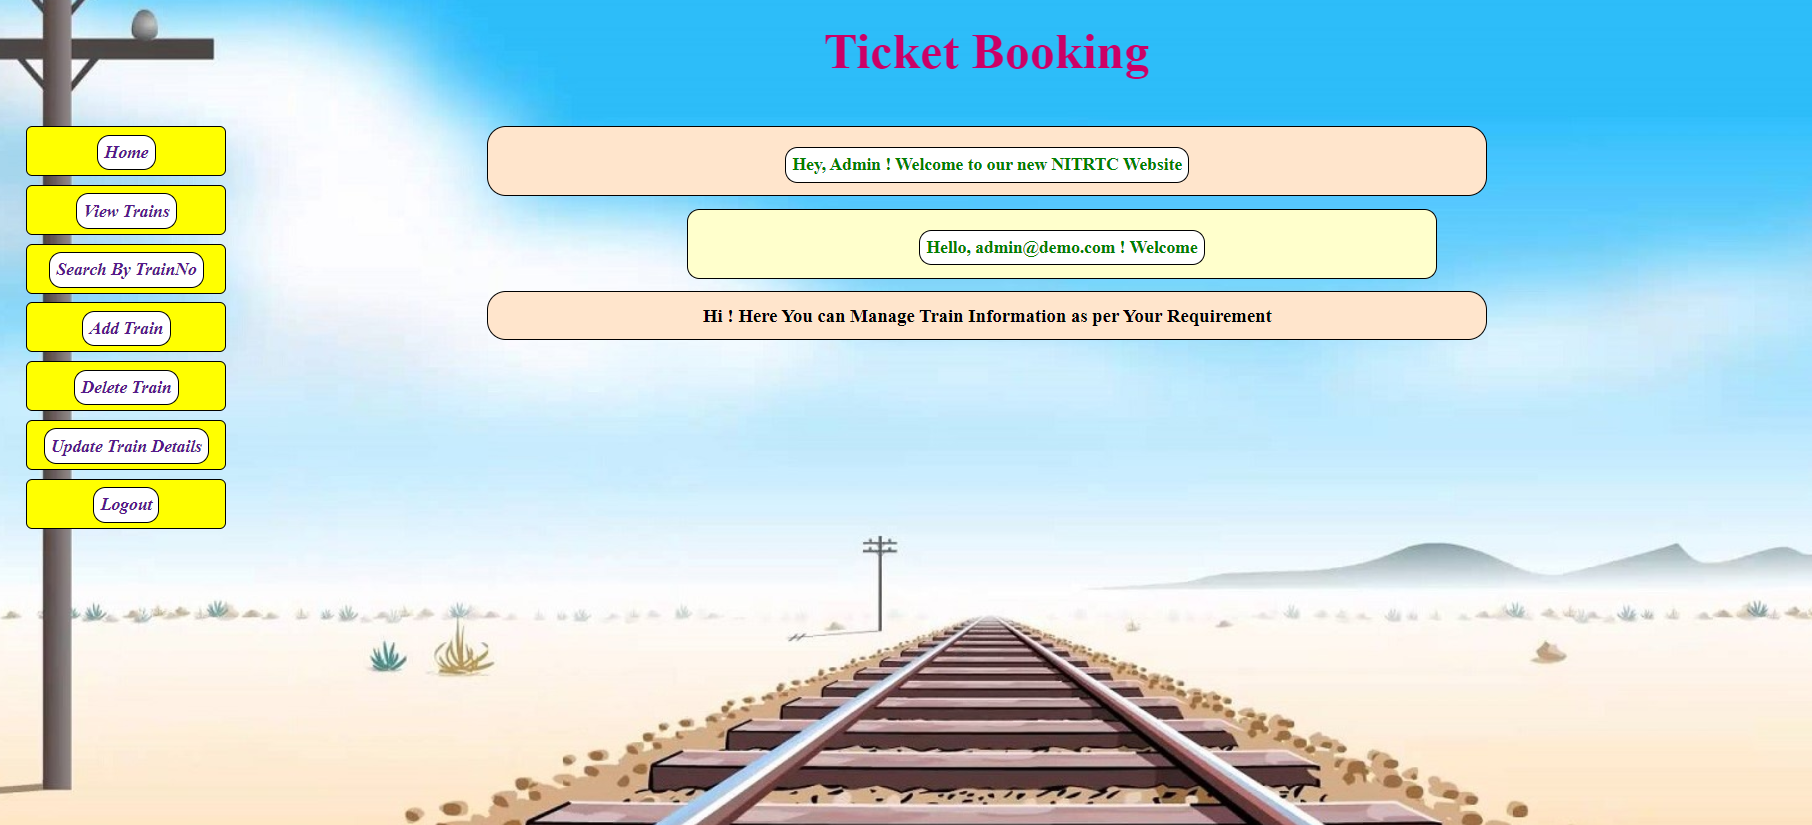 Ticket Booking
Home
View Trains
Search By TrainNo
Add Train
Delete Train
Update Train Details
Logout
Hey, Admin ! Welcome to our new NITRTC Website
Hello, admin@demo.com ! Welcome
Hi ! Here You can Manage Train Information as per Your Requirement